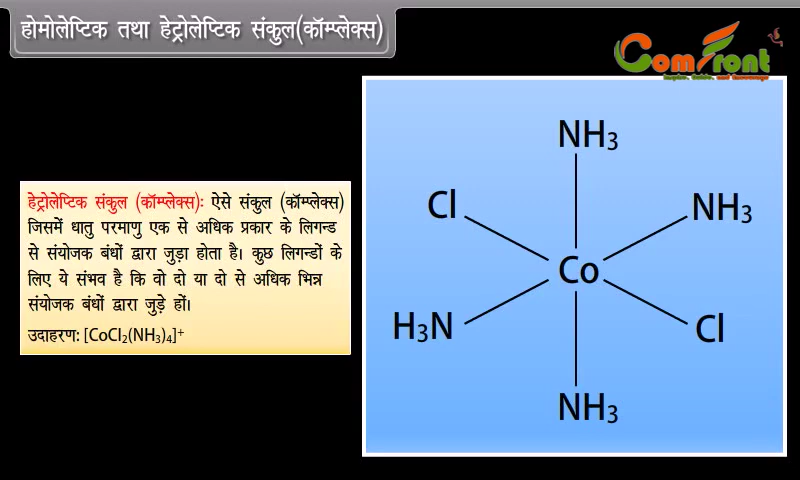 होमोलेप्टिक तथा हेट्रोलेप्टिक संकुल(कॉम्प्लेक्स)
ComFront
हेट्रोलेप्टिक संकुल (कॉम्प्लेक्स): ऐसे संकुल (कॉम्प्लेक्स)
जिसमें धातु परमाणु एक से अधिक प्रकार के लिगन्ड
से संयोजक बंधों द्वारा जुड़ा होता है। कुछ लिगन्डों के
लिए ये संभव है कि वो दो या दो से अधिक भिन्न
संयोजक बंधों द्वारा जुड़े हों।
उदाहरण: [CoCl₂(NH₃)₄]⁺
NH₃
Cl
NH₃
Co
H₃N
Cl
NH₃